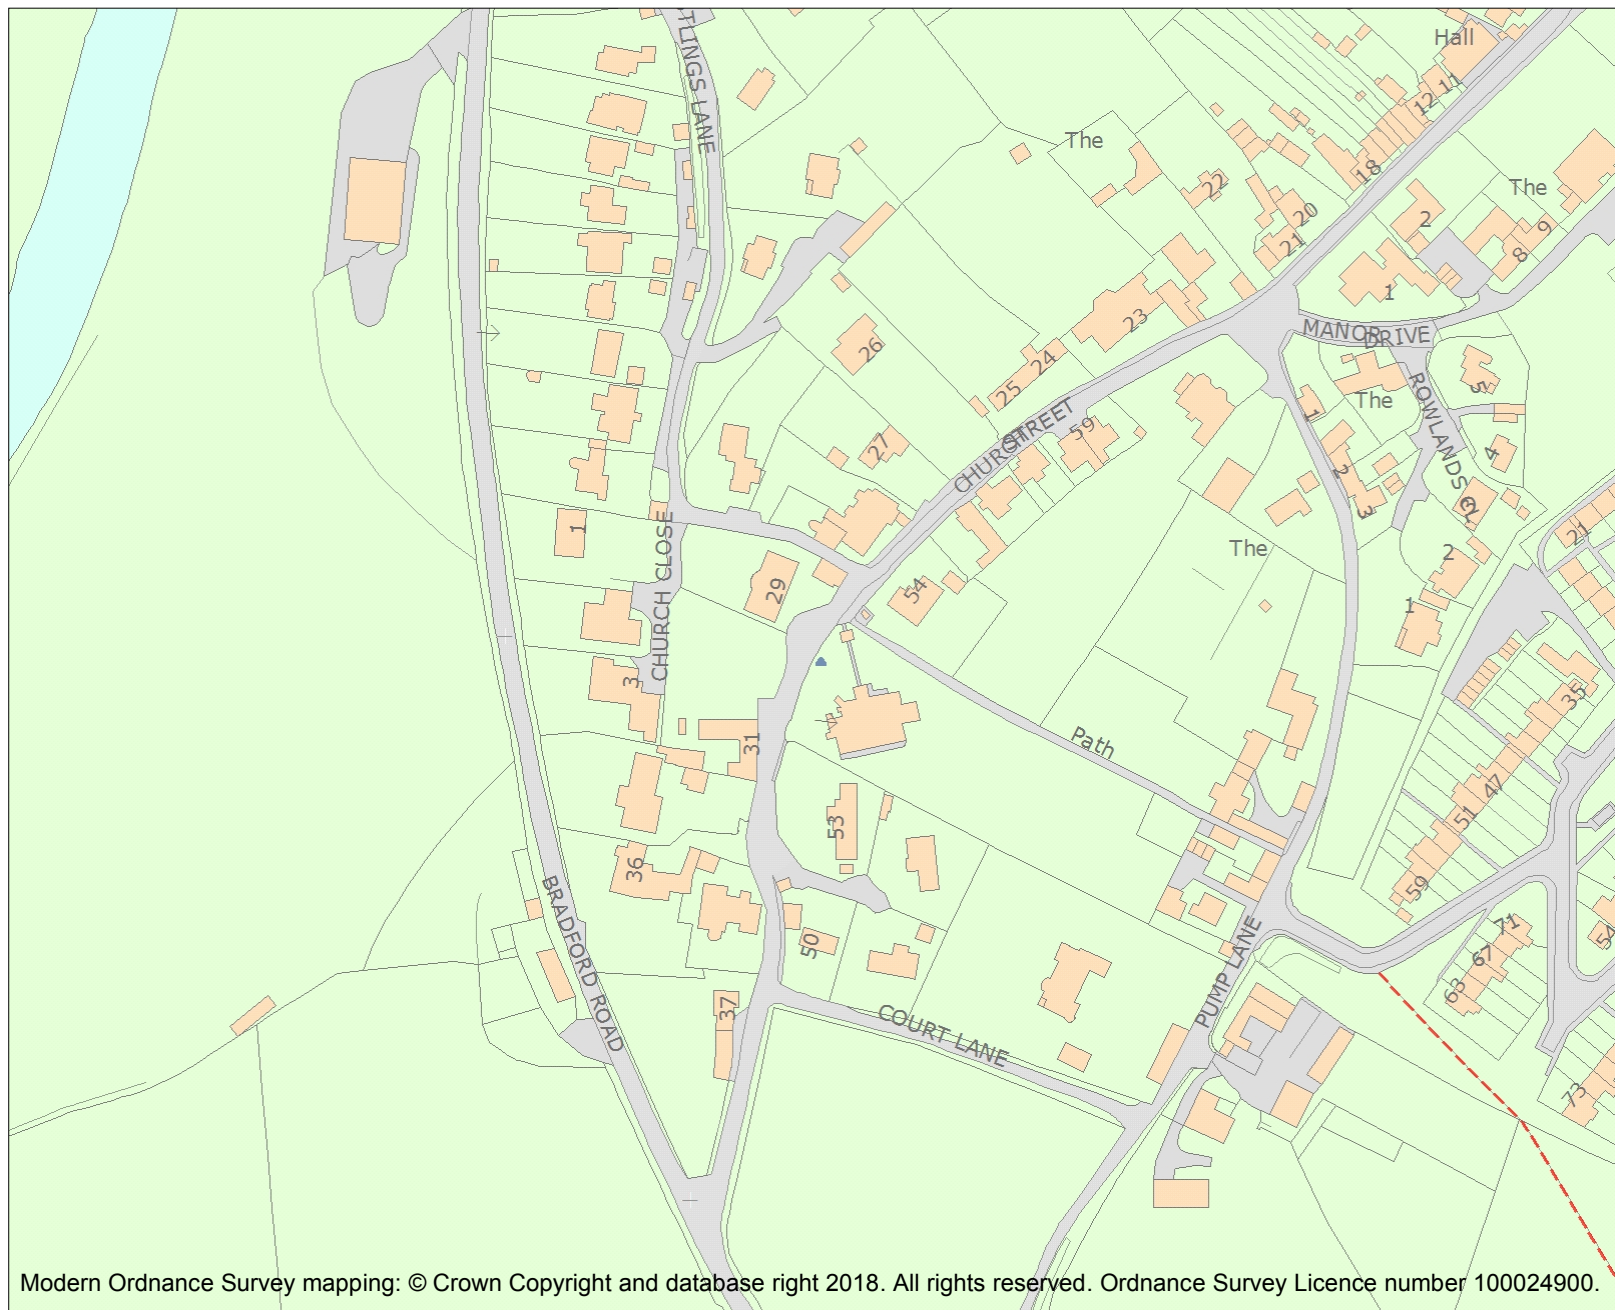 Hall
TLINGS LANE
11
12
The
18
The
22
20
2
21
9
8
1
23
MANOR
DRIVE
26
24
5
ROWLANDS CL
25
The
1
STREET
CHURCH
59
27
4
2
3
1
21
The
2
CHURCH CLOSE
29
54
1
3
35
31
Path
47
53
51
36
59
BRADFORD ROAD
71
50
54
67
PUMP LANE
63
37
COURT LANE
73
Modern Ordnance Survey mapping: © Crown Copyright and database right 2018. All rights reserved. Ordnance Survey Licence number 100024900.